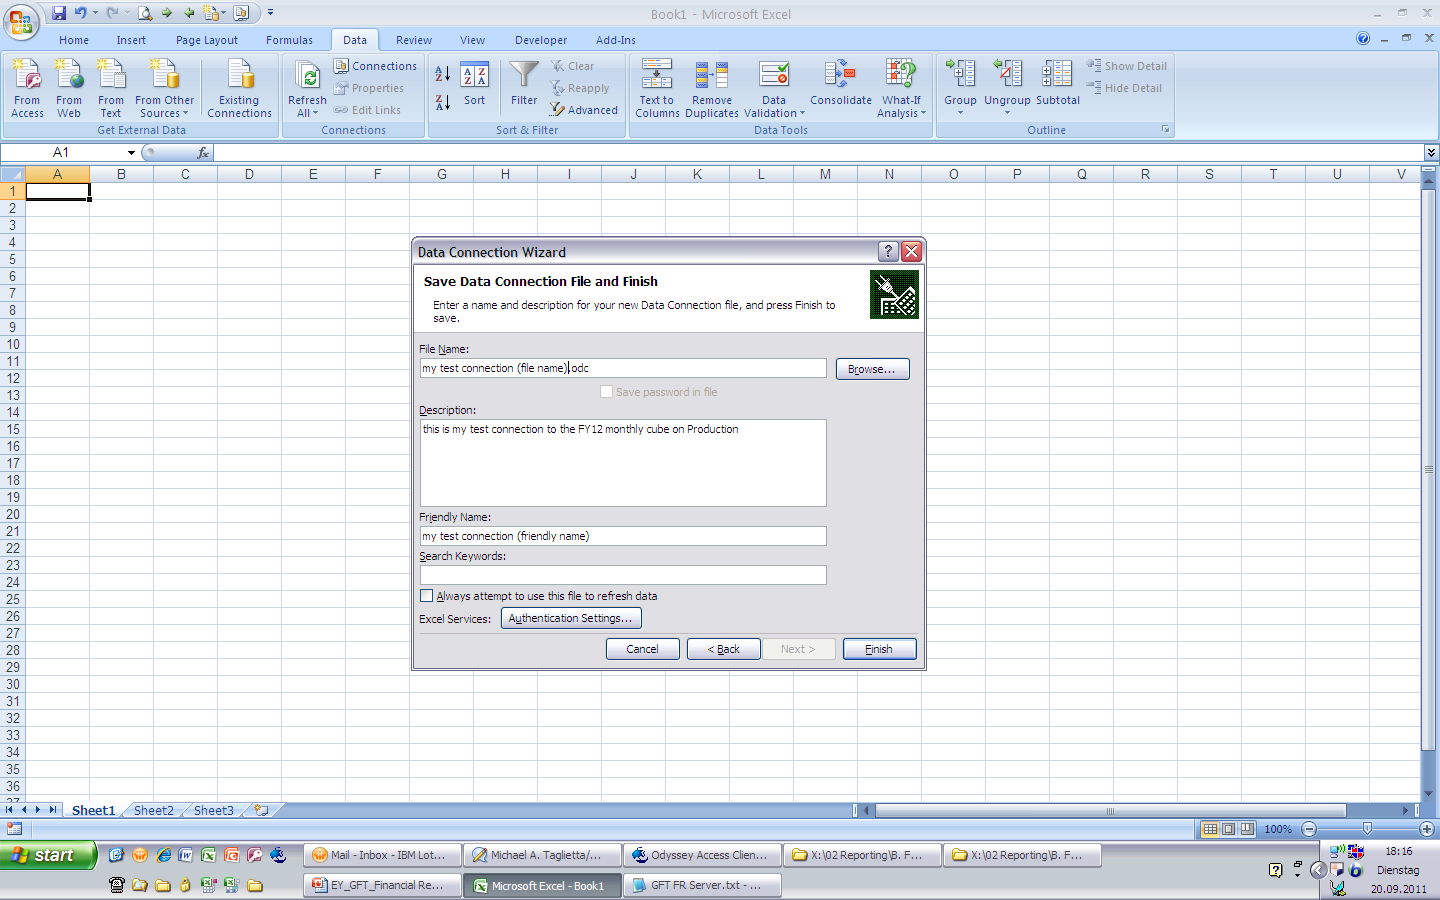 Book1 - Microsoft Excel
Home Insert Page Layout Formulas Data Review View Developer Add-Ins
From Access
From Web
From Text
From Other Sources
Existing Connections
Get External Data
Refresh All
Connections
Properties
Edit Links
Connections
Sort
Filter
Clear
Reapply
Advanced
Sort & Filter
Text to Columns
Remove Duplicates
Data Validation
Consolidate
What-If Analysis
Data Tools
Group
Ungroup
Subtotal
Show Detail
Hide Detail
Outline
A1
fx
A B C D E F G H I J K L M N O P Q R S T U V
1
2
3
4
5
6
7
8
9
10
11
12
13
14
15
16
17
18
19
20
21
22
23
24
25
26
27
28
29
30
31
32
33
34
35
36
37
Data Connection Wizard
Save Data Connection File and Finish
Enter a name and description for your new Data Connection file, and press Finish to
save.
File Name:
my test connection (file name).odc
Browse...
Save password in file
Description:
this is my test connection to the FY12 monthly cube on Production
Friendly Name:
my test connection (friendly name)
Search Keywords:
Always attempt to use this file to refresh data
Excel Services: Authentication Settings...
Cancel < Back Next > Finish
Sheet1 Sheet2 Sheet3
100%
start
Mail - Inbox - IBM Lot...
Michael A. Taglietta/...
Odyssey Access Clien...
X:\02 Reporting\B. F...
X:\02 Reporting\B. F...
EY_GFT_Financial Re...
Microsoft Excel - Book1
GFT FR Server.txt - ...
18:16
Dienstag
20.09.2011